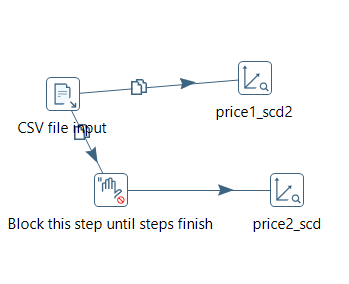 price1_scd2
CSV file input
Block this step until steps finish
price2_scd